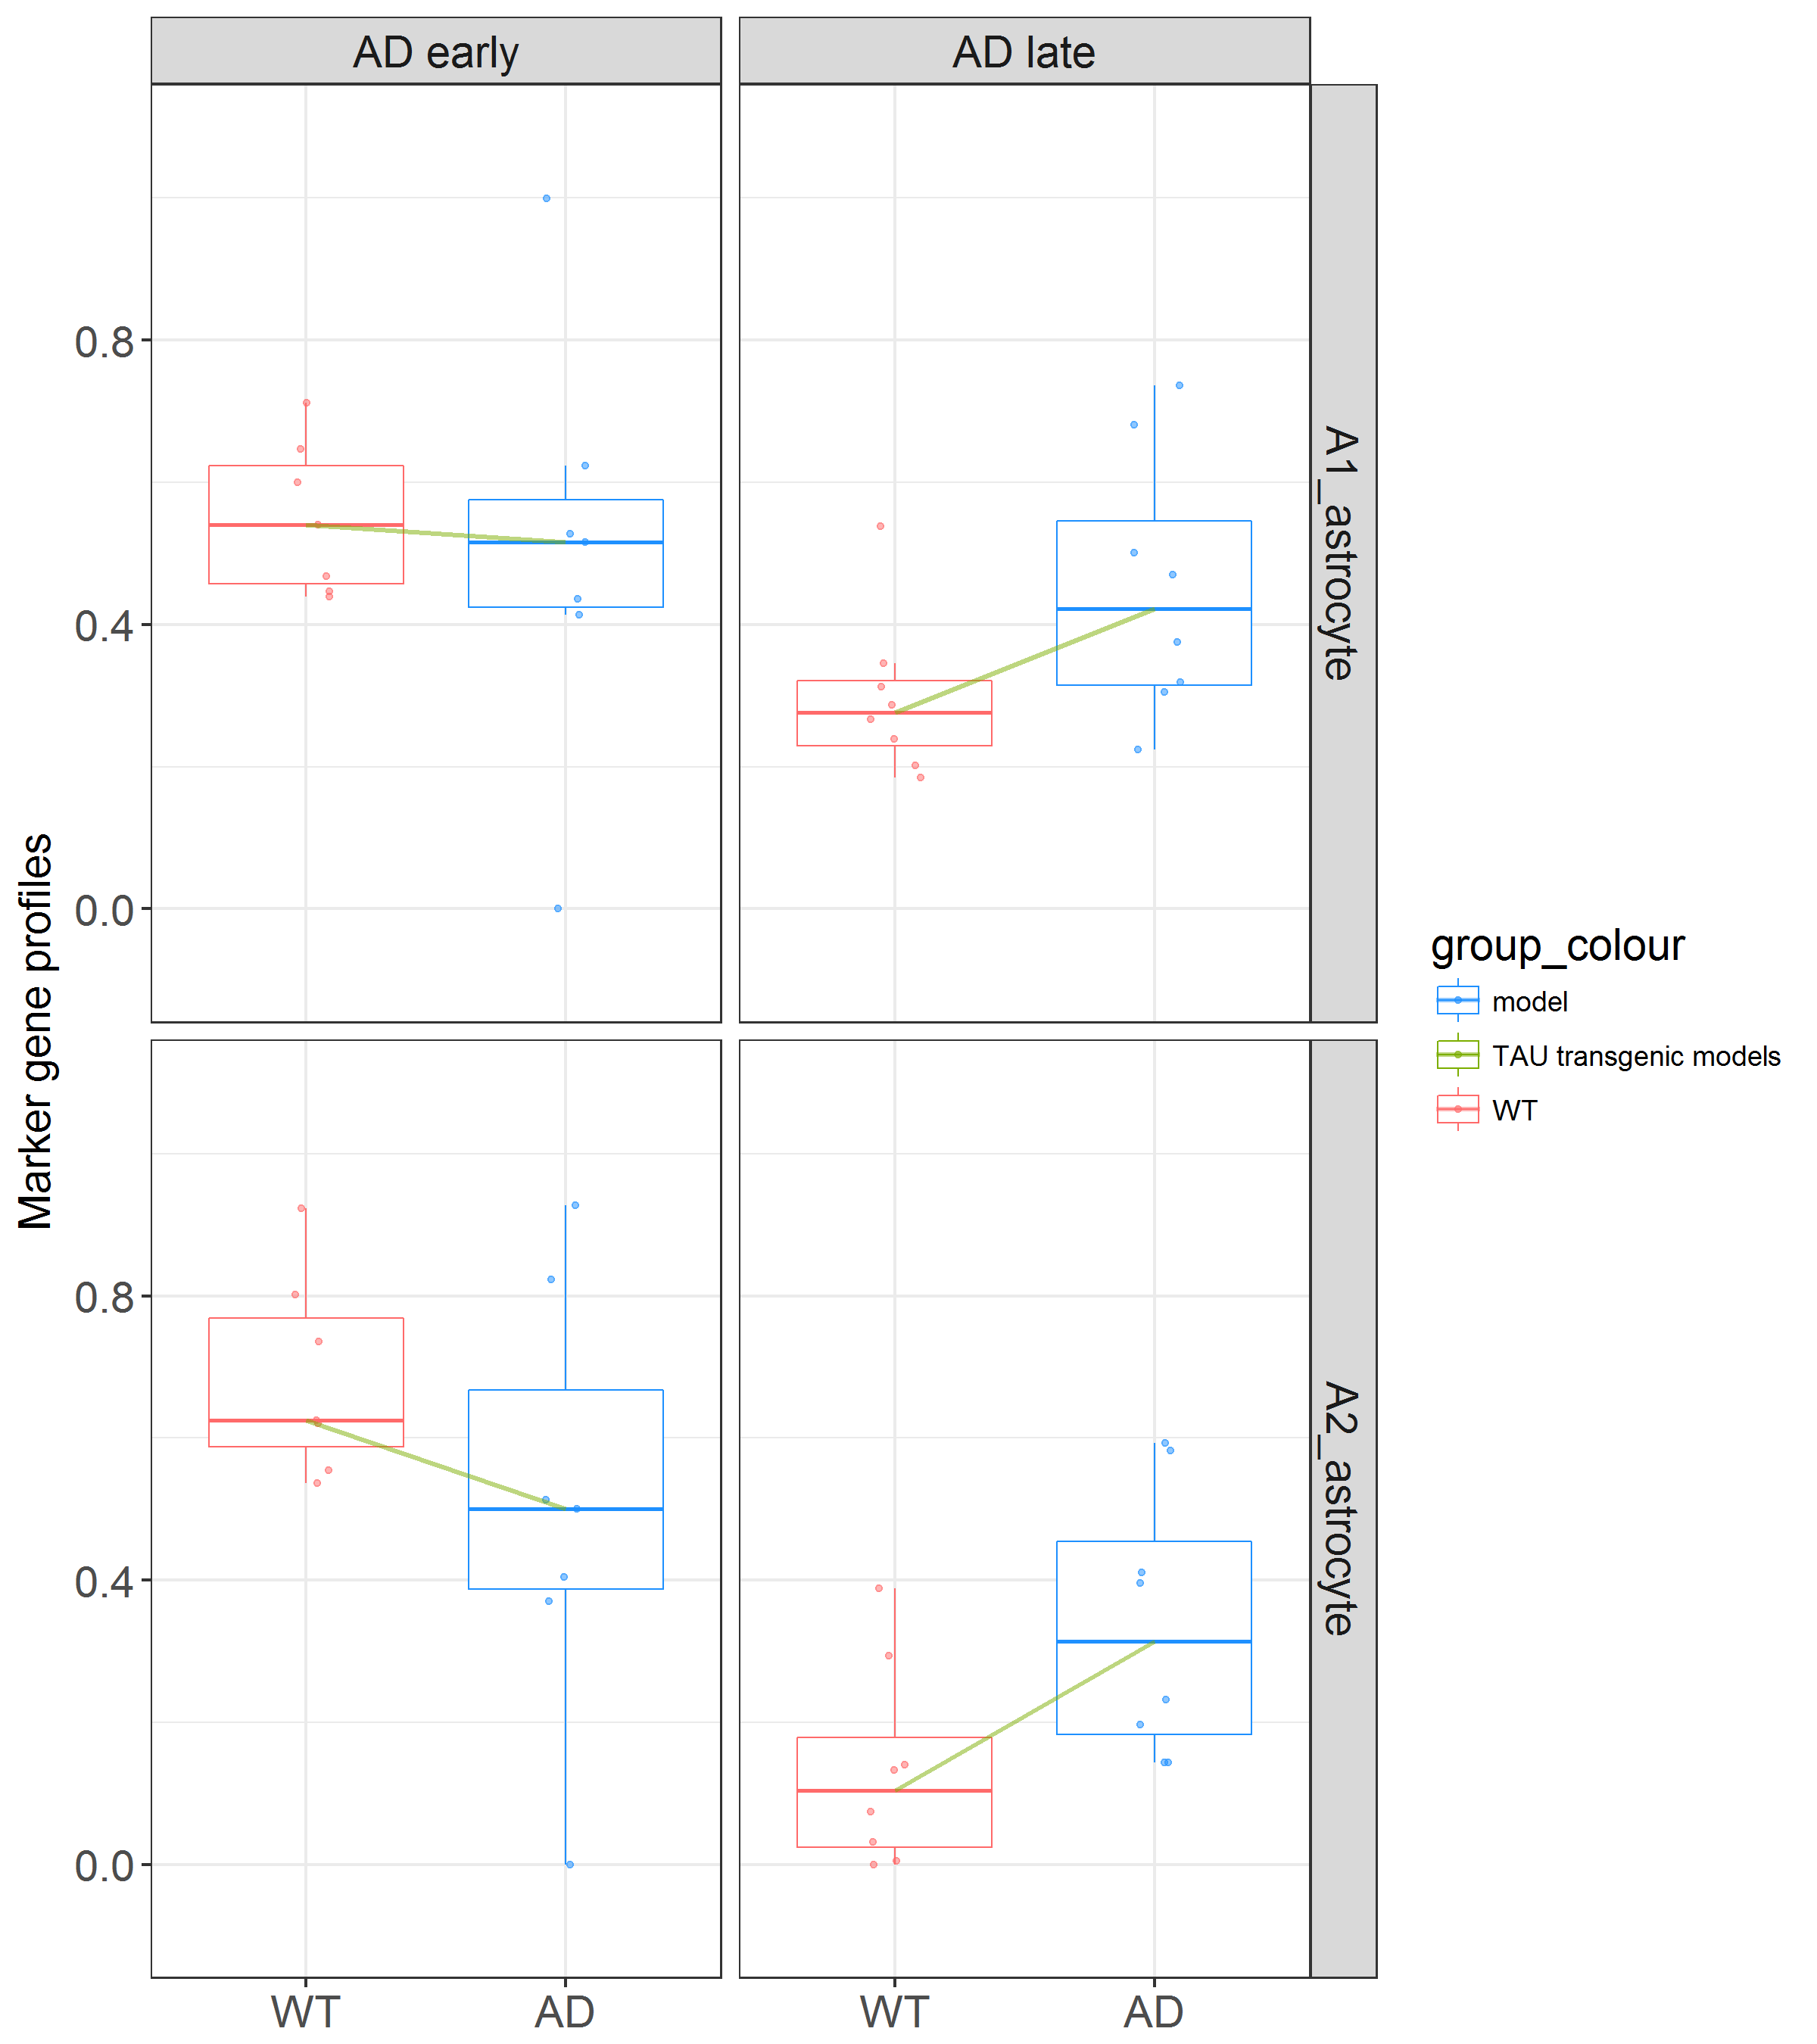 AD early
AD late
A1_astrocyte
0.8
0.4
0.0
Marker gene profiles
A2_astrocyte
0.8
0.4
0.0
WT
AD
WT
AD
group_colour
model
TAU transgenic models
WT